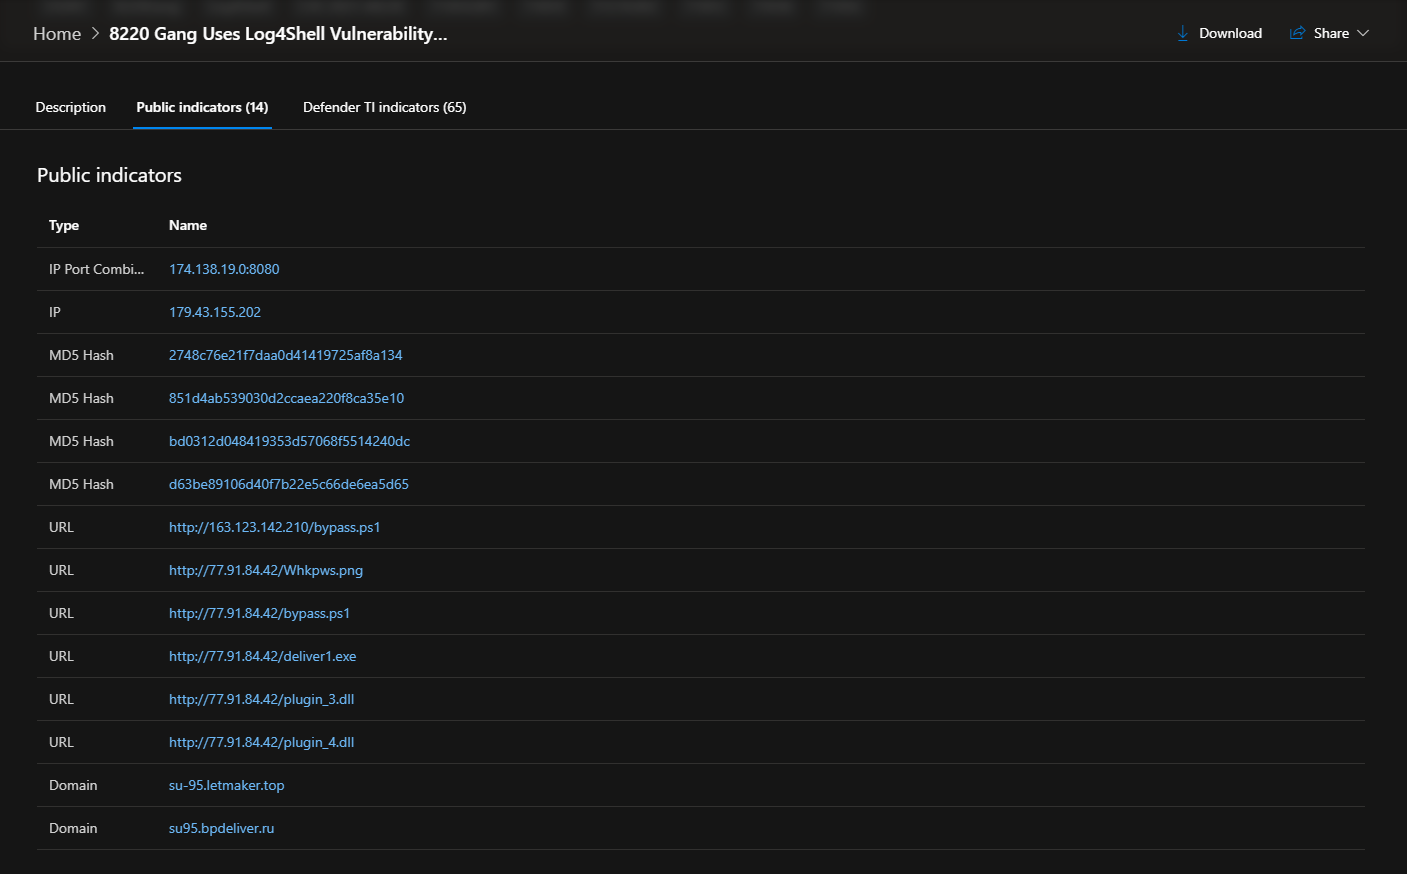 Home > 8220 Gang Uses Log4Shell Vulnerability...
Download Share
Description Public indicators (14) Defender TI indicators (65)
Public indicators
Type Name
IP Port Combi... 174.138.19.0:8080
IP 179.43.155.202
MD5 Hash 2748c76e21f7daa0d41419725af8a134
MD5 Hash 851d4ab539030d2ccaea220f8ca35e10
MD5 Hash bd0312d048419353d57068f5514240dc
MD5 Hash d63be89106d40f7b22e5c66de6ea5d65
URL http://163.123.142.210/bypass.ps1
URL http://77.91.84.42/Whkpws.png
URL http://77.91.84.42/bypass.ps1
URL http://77.91.84.42/deliver1.exe
URL http://77.91.84.42/plugin_3.dll
URL http://77.91.84.42/plugin_4.dll
Domain su-95.letmaker.top
Domain su95.bpdeliver.ru